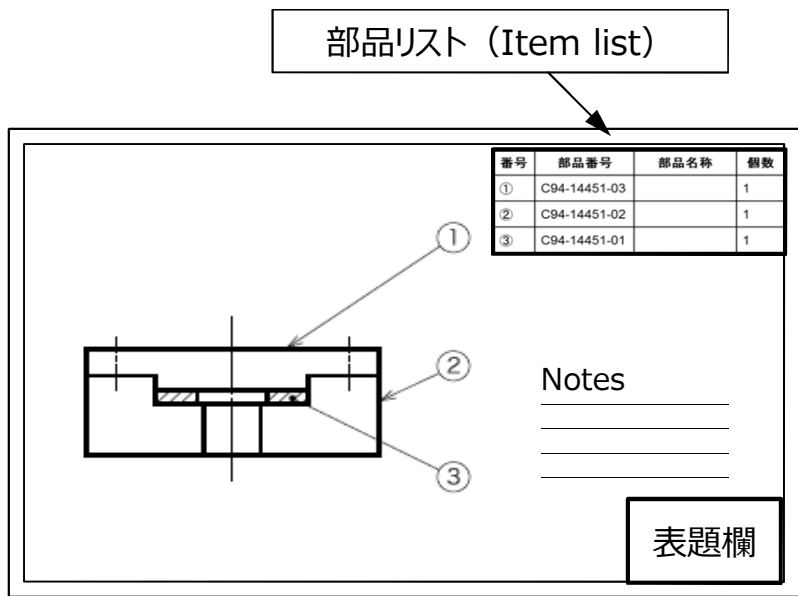 部品リスト（Item list）
番号 部品番号 部品名称 個数
① C94-14451-03 1
② C94-14451-02 1
③ C94-14451-01 1
①
②
Notes
③
表題欄